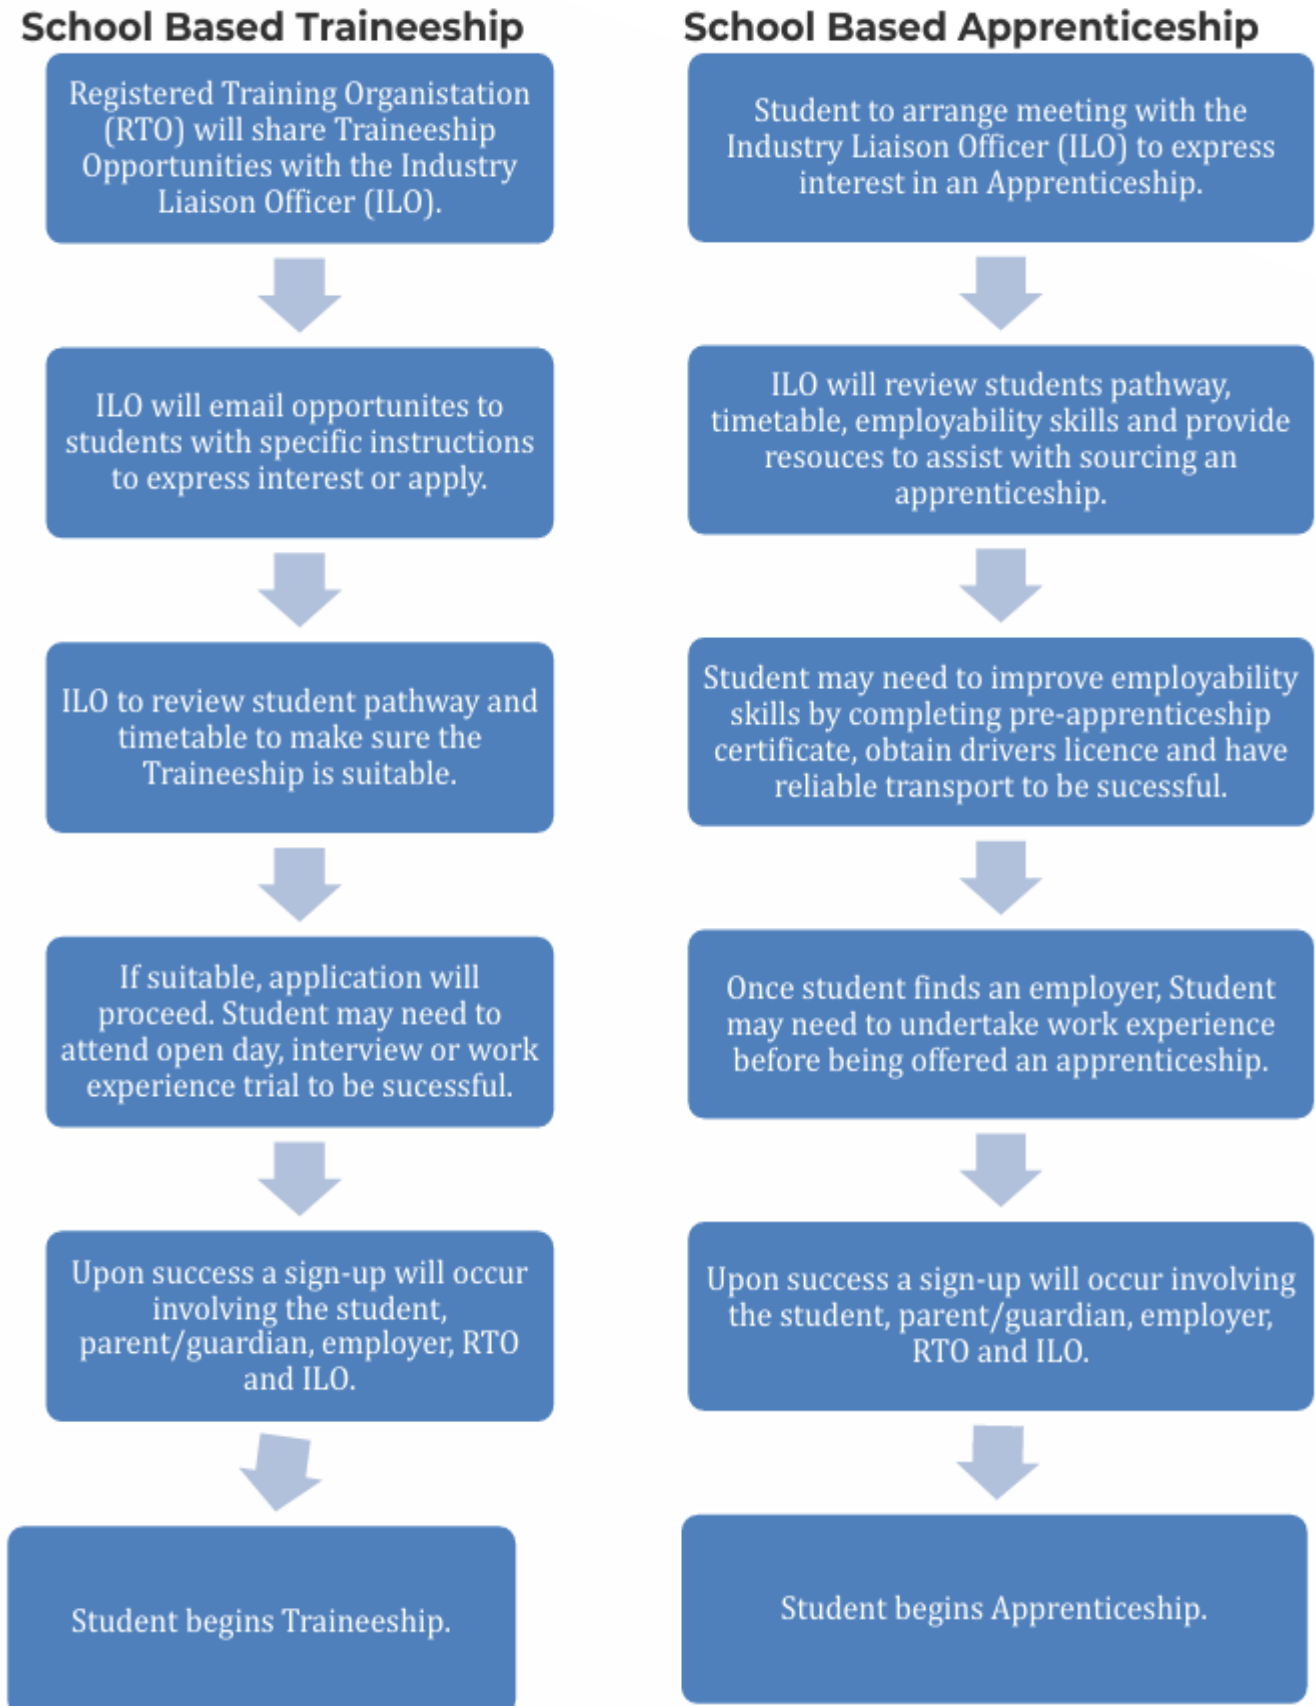 School Based Traineeship
Registered Training Organistation
(RTO) will share Traineeship
Opportunities with the Industry
Liaison Officer (ILO).
ILO will email opportunites to
students with specific instructions
to express interest or apply.
ILO to review student pathway and
timetable to make sure the
Traineeship is suitable.
If suitable, application will
proceed. Student may need to
attend open day, interview or work
experience trial to be sucessful.
Upon success a sign-up will occur
involving the student,
parent/guardian, employer, RTO
and ILO.
Student begins Traineeship.
School Based Apprenticeship
Student to arrange meeting with the
Industry Liaison Officer (ILO) to express
interest in an Apprenticeship.
ILO will review students pathway,
timetable, employability skills and provide
resouces to assist with sourcing an
apprenticeship.
Student may need to improve employability
skills by completing pre-apprenticeship
certificate, obtain drivers licence and have
reliable transport to be sucessful.
Once student finds an employer, Student
may need to undertake work experience
before being offered an apprenticeship.
Upon success a sign-up will occur involving
the student, parent/guardian, employer,
RTO and ILO.
Student begins Apprenticeship.